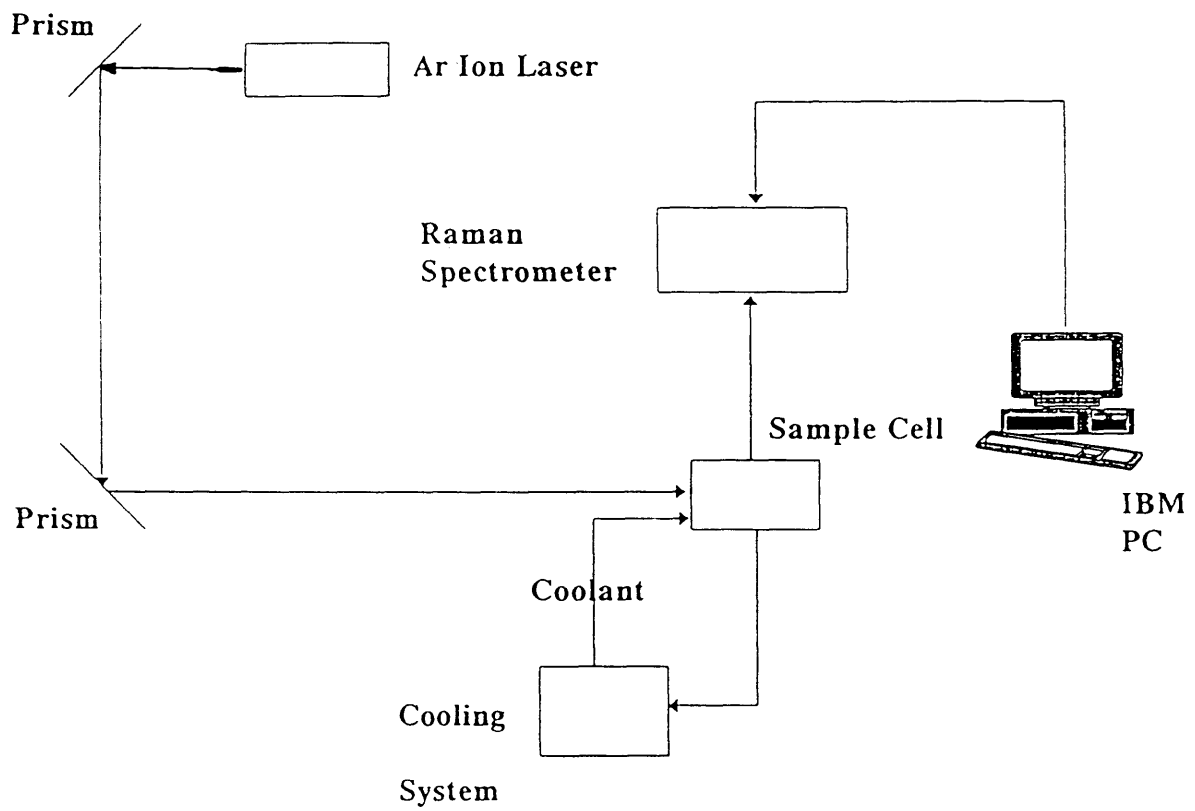 Prism
Ar Ion Laser
Raman
Spectrometer
Sample Cell
Prism
IBM
PC
Coolant
Cooling
System